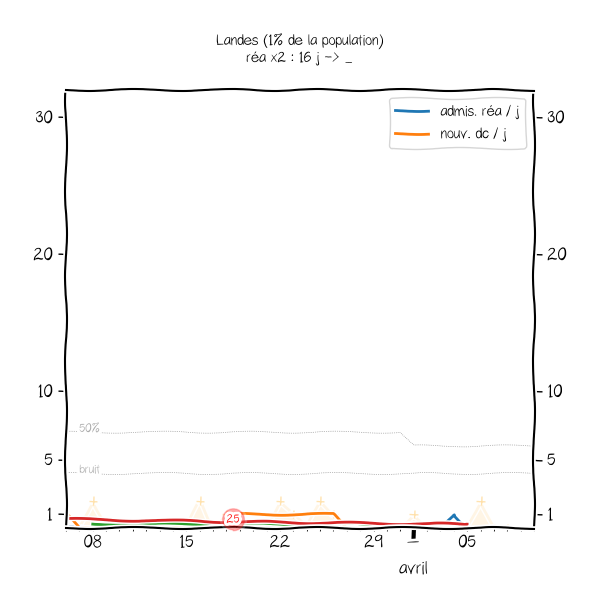 Landes (1% de la population)
réa x2 : 16 j -> _
admis. réa / j
nouv. dc / j
30
30
20
20
10
10
50%
5
5
bruit
25
1
1
08
15
22
29
05
avril